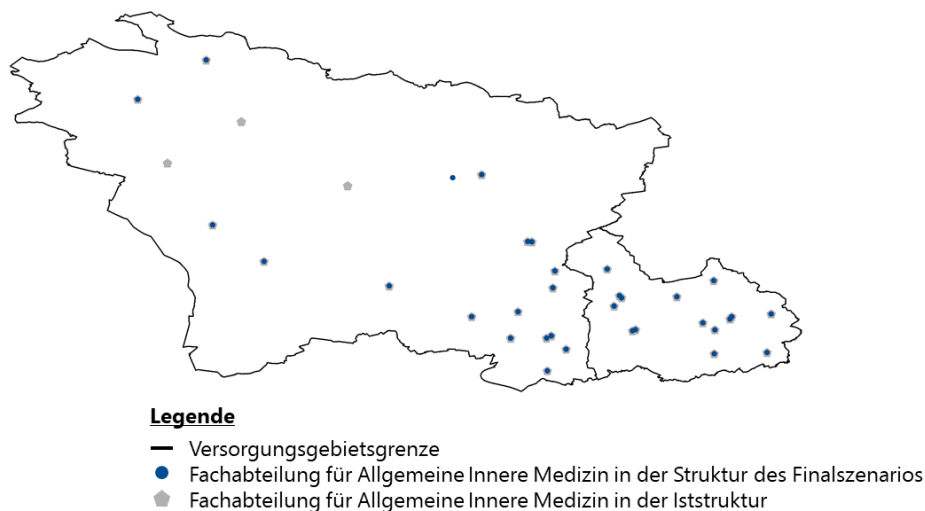 Legende
Versorgungsgebietsgrenze
Fachabteilung für Allgemeine Innere Medizin in der Struktur des Finalszenarios
Fachabteilung für Allgemeine Innere Medizin in der Iststruktur